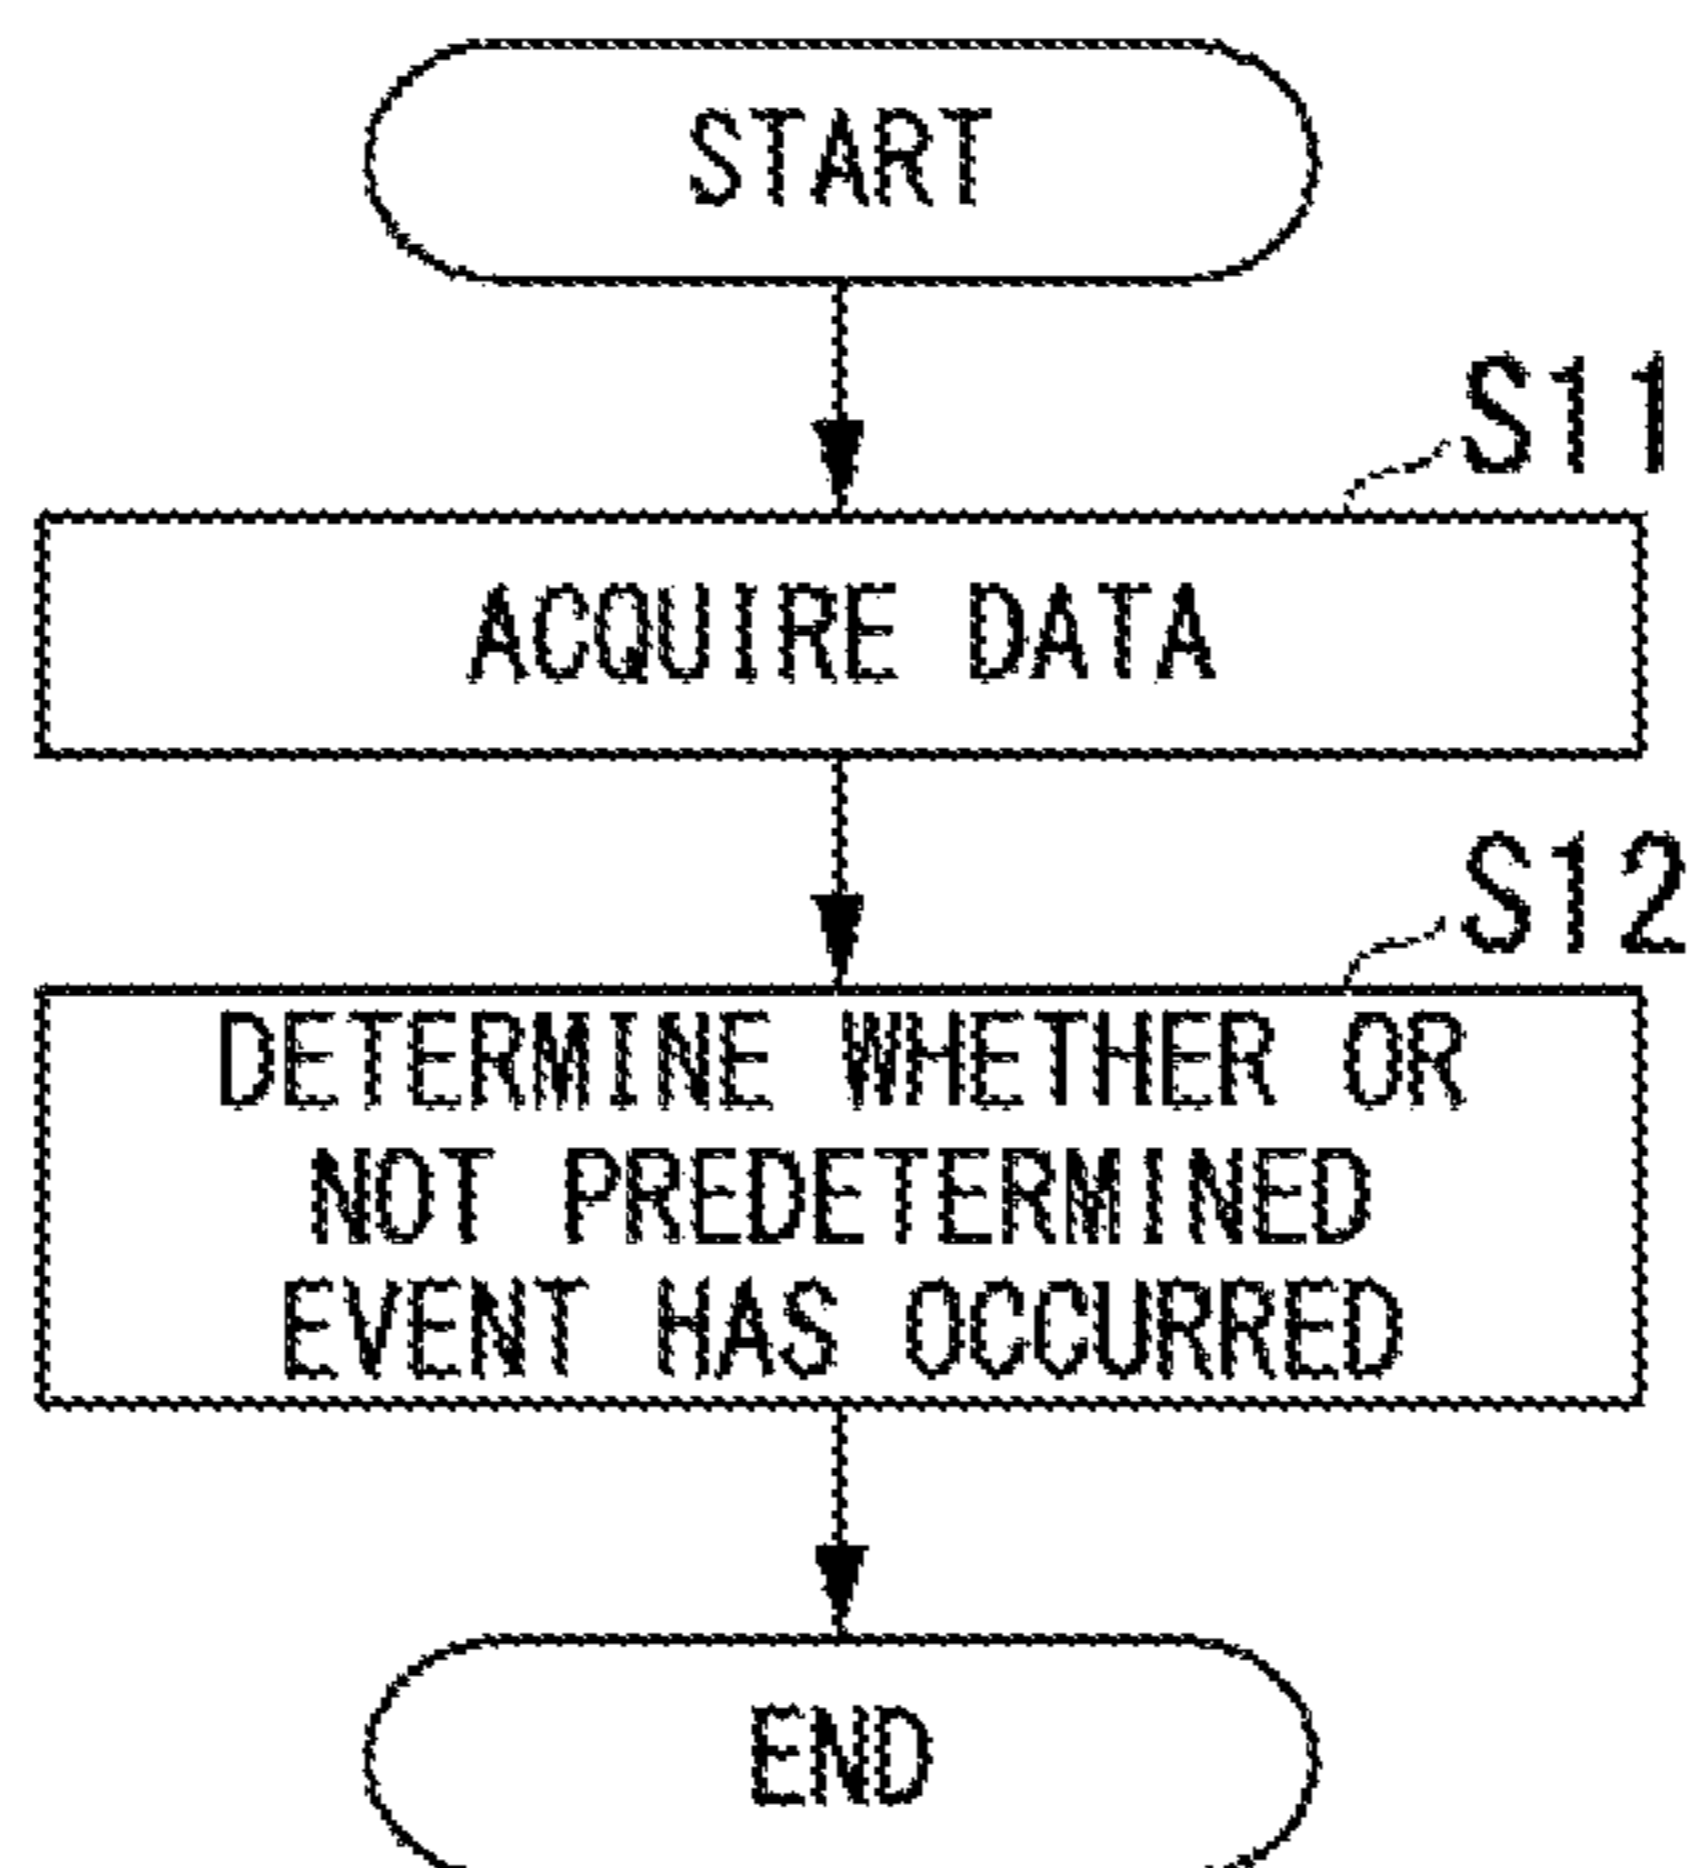 START
S11
ACQUIRE DATA
S12
DETERMINE WHETHER OR
NOT PREDETERMINED
EVENT HAS OCCURRED
END